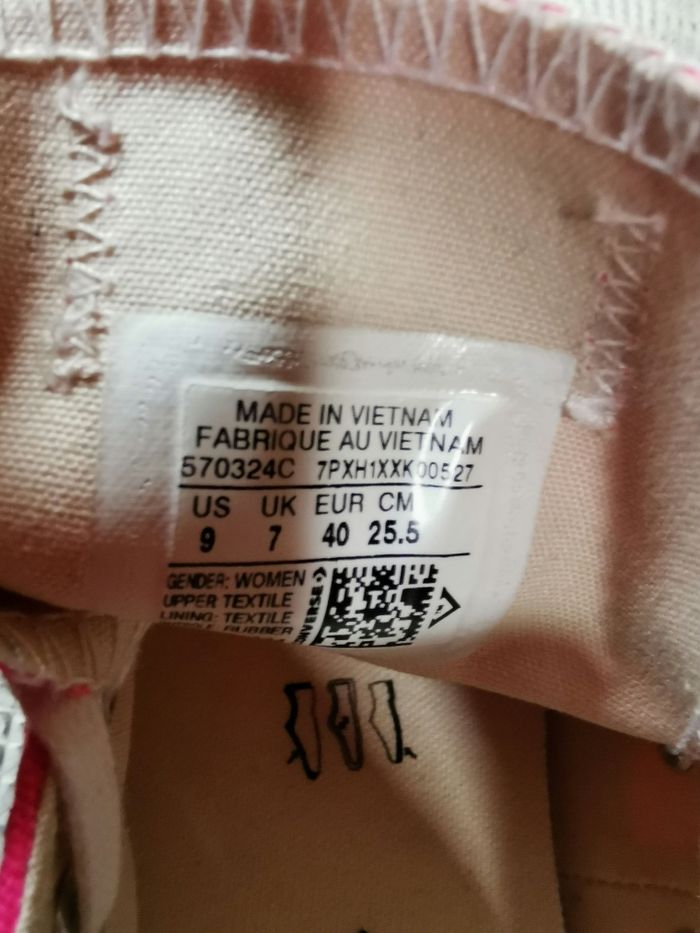 MADE IN VIETNAM
FABRIQUE AU VIETNAM
570324C 7PXH1XXK00527
US UK EUR CM
9 7 40 25.5
GENDER: WOMEN
UPPER TEXTILE
LINING: TEXTILE
RUBBER